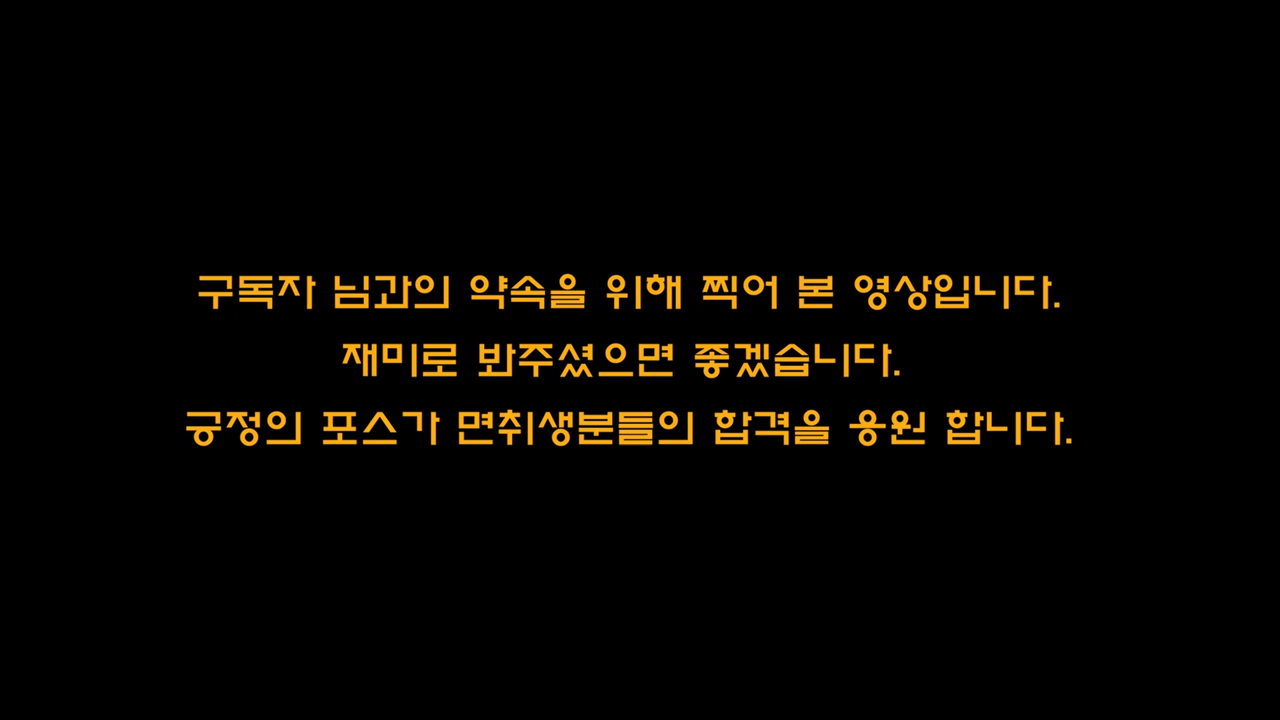 구독자 님과의 약속을 위해 찍어 본 영상입니다.
재미로 봐주셨으면 좋겠습니다.
긍정의 포스가 면취생분들의 합격을 응원 합니다.